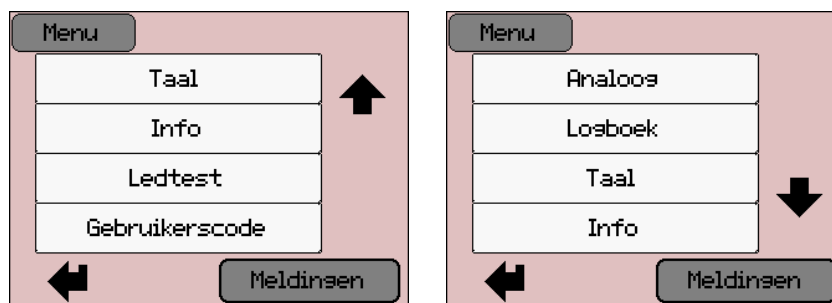 Menu
Taal
Info
Ledtest
Gebruikerscode
Meldingen
Menu
Analoog
Logboek
Taal
Info
Meldingen